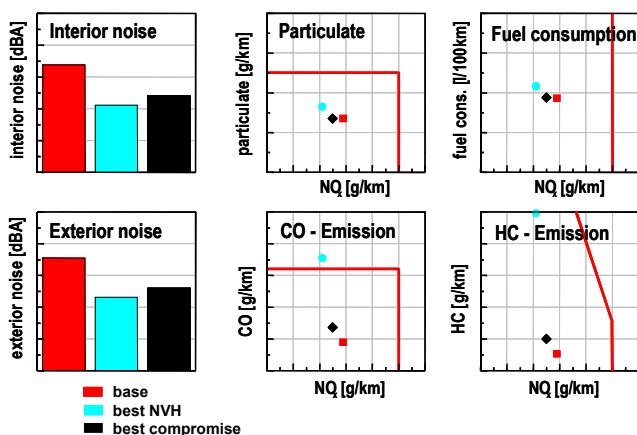 Interior noise
interior noise [dBA]
Particulate
particulate [g/km]
NOx [g/km]
Fuel consumption
fuel cons. [l/100km]
NOx [g/km]
Exterior noise
exterior noise [dBA]
CO - Emission
CO [g/km]
NOx [g/km]
HC - Emission
HC [g/km]
NOx [g/km]
base
best NVH
best compromise